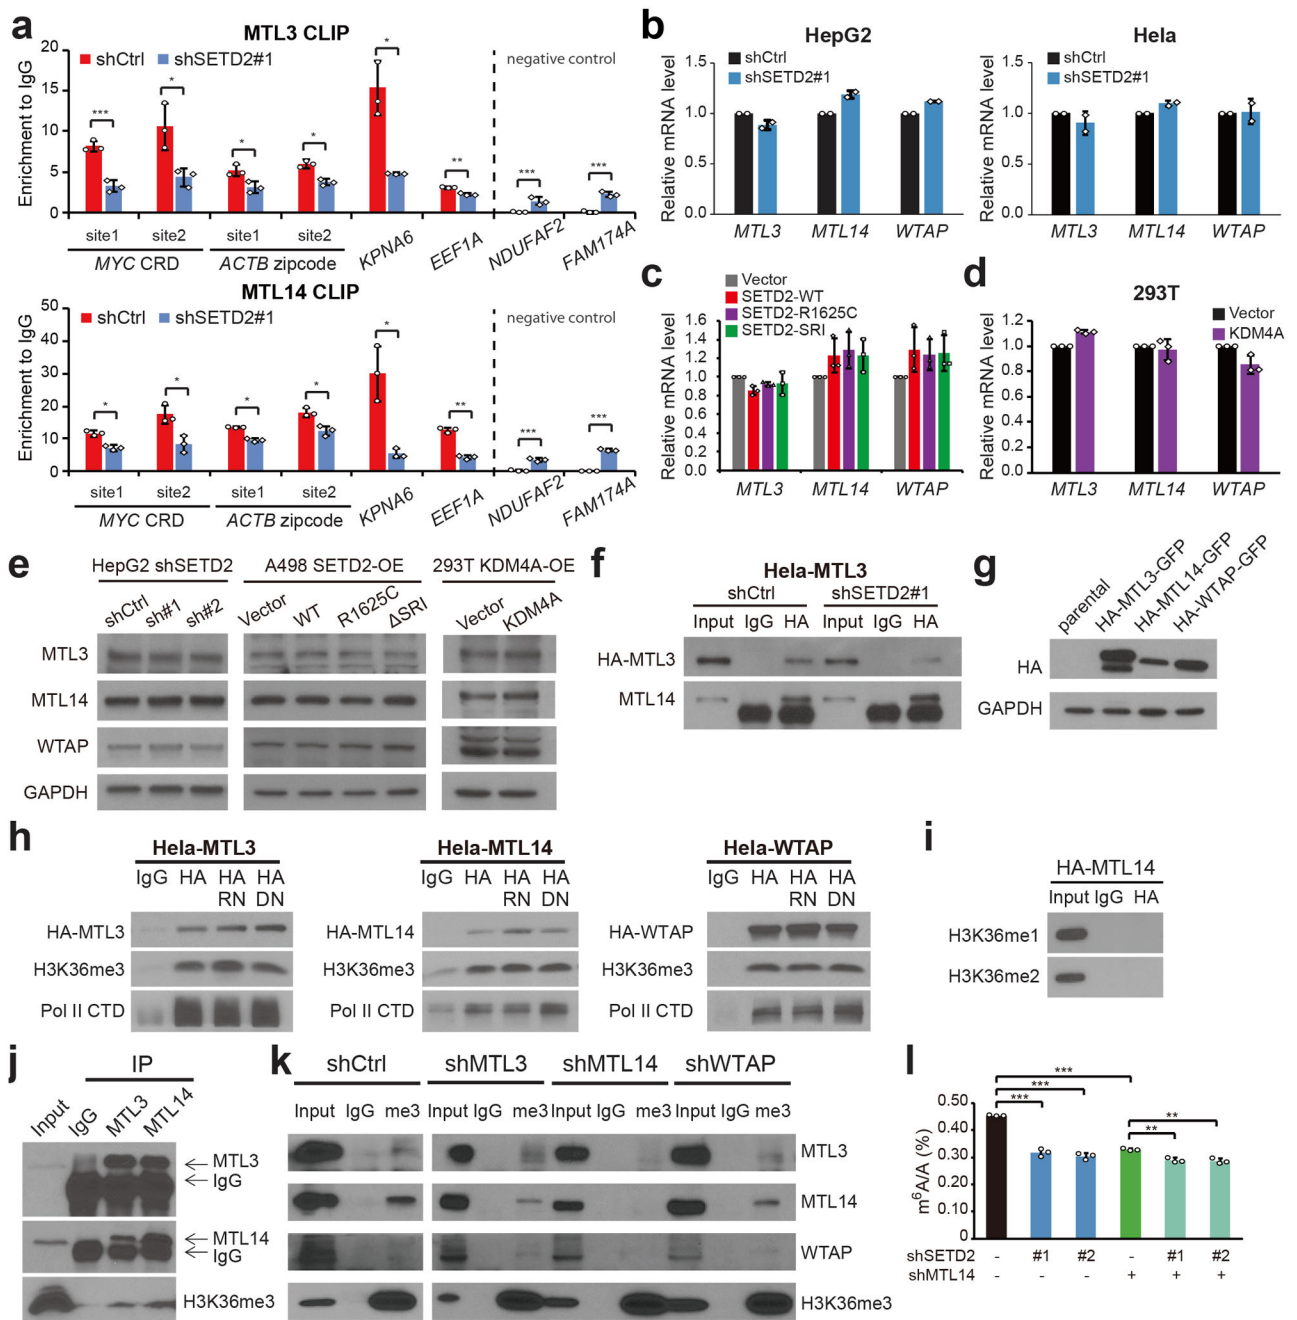 a
MTL3 CLIP
Enrichment to IgG
20
15
10
5
0
shCtrl
shSETD2#1
negative control
***
*
*
*
*
**
***
***
site1
site2
site1
site2
MYC CRD
ACTB zipcode
KPNA6
EEF1A
NDUFAF2
FAM174A
MTL14 CLIP
Enrichment to IgG
50
40
30
20
10
0
shCtrl
shSETD2#1
negative control
*
*
*
*
*
**
***
***
site1
site2
site1
site2
MYC CRD
ACTB zipcode
KPNA6
EEF1A
NDUFAF2
FAM174A
b
HepG2
Relative mRNA level
1.5
1.0
0.5
0
shCtrl
shSETD2#1
MTL3
MTL14
WTAP
Hela
Relative mRNA level
1.5
1.0
0.5
0
shCtrl
shSETD2#1
MTL3
MTL14
WTAP
c
Vector
SETD2-WT
SETD2-R1625C
SETD2-SRI
Relative mRNA level
1.6
1.4
1.2
1.0
0.8
0.6
0.4
0.2
0.0
MTL3
MTL14
WTAP
d
293T
Vector
KDM4A
Relative mRNA level
1.2
1.0
0.8
0.6
0.4
0.2
0.0
MTL3
MTL14
WTAP
e
HepG2 shSETD2
A498 SETD2-OE
293T KDM4A-OE
shCtrl
sh#1
sh#2
Vector
WT
R1625C
ΔSRI
Vector
KDM4A
MTL3
MTL14
WTAP
GAPDH
f
Hela-MTL3
shCtrl
shSETD2#1
Input IgG HA Input IgG HA
HA-MTL3
MTL14
g
parental
HA-MTL3-GFP
HA-MTL14-GFP
HA-WTAP-GFP
HA
GAPDH
h
Hela-MTL3
IgG HA HA RN HA DN
HA-MTL3
H3K36me3
Pol II CTD
Hela-MTL14
IgG HA HA RN HA DN
HA-MTL14
H3K36me3
Pol II CTD
Hela-WTAP
IgG HA HA RN HA DN
HA-WTAP
H3K36me3
Pol II CTD
i
HA-MTL14
Input IgG HA
H3K36me1
H3K36me2
j
IP
Input
IgG
MTL3
MTL14
MTL3
IgG
MTL14
IgG
H3K36me3
k
shCtrl
shMTL3
shMTL14
shWTAP
Input IgG me3 Input IgG me3 Input IgG me3 Input IgG me3
MTL3
MTL14
WTAP
H3K36me3
l
m⁶A/A (%)
0.50
0.40
0.30
0.20
0.10
0
***
***
***
**
**
shSETD2 - #1 #2 - #1 #2
shMTL14 - - - + + +